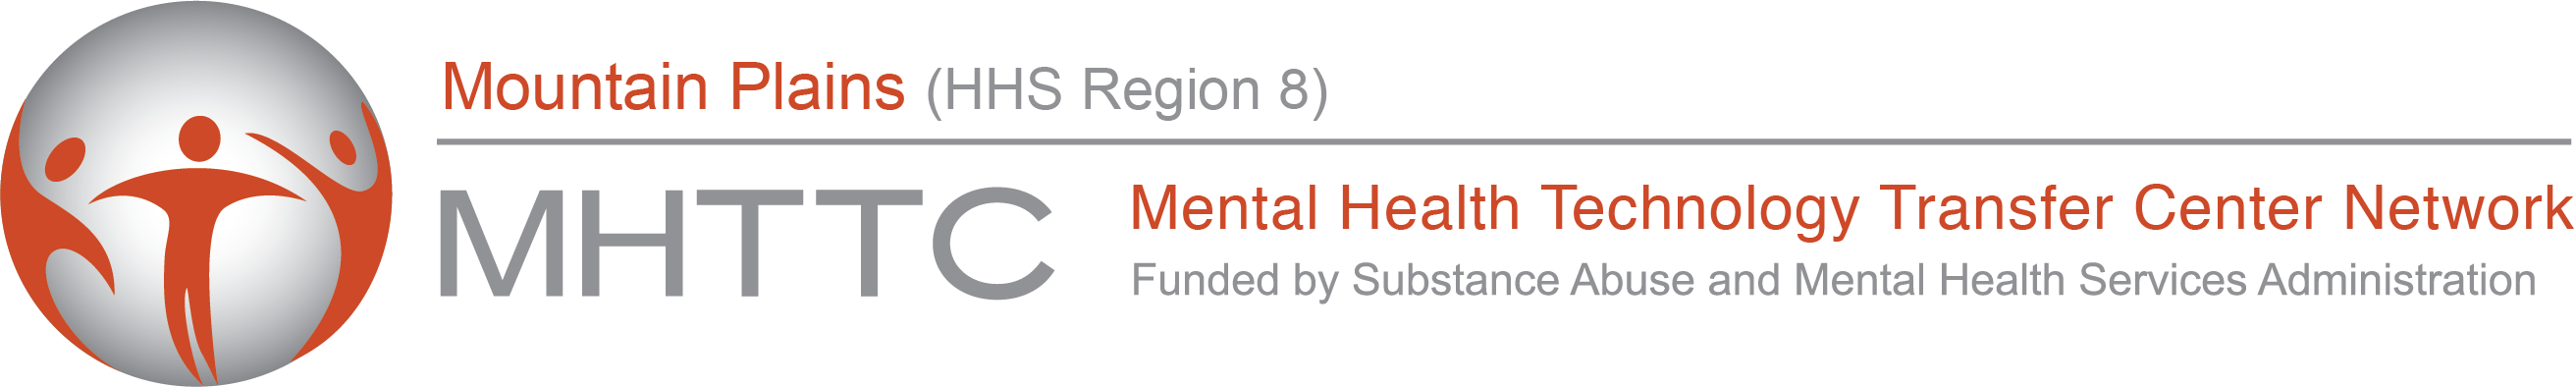 Mountain Plains (HHS Region 8)
MHTTC
Mental Health Technology Transfer Center Network
Funded by Substance Abuse and Mental Health Services Administration